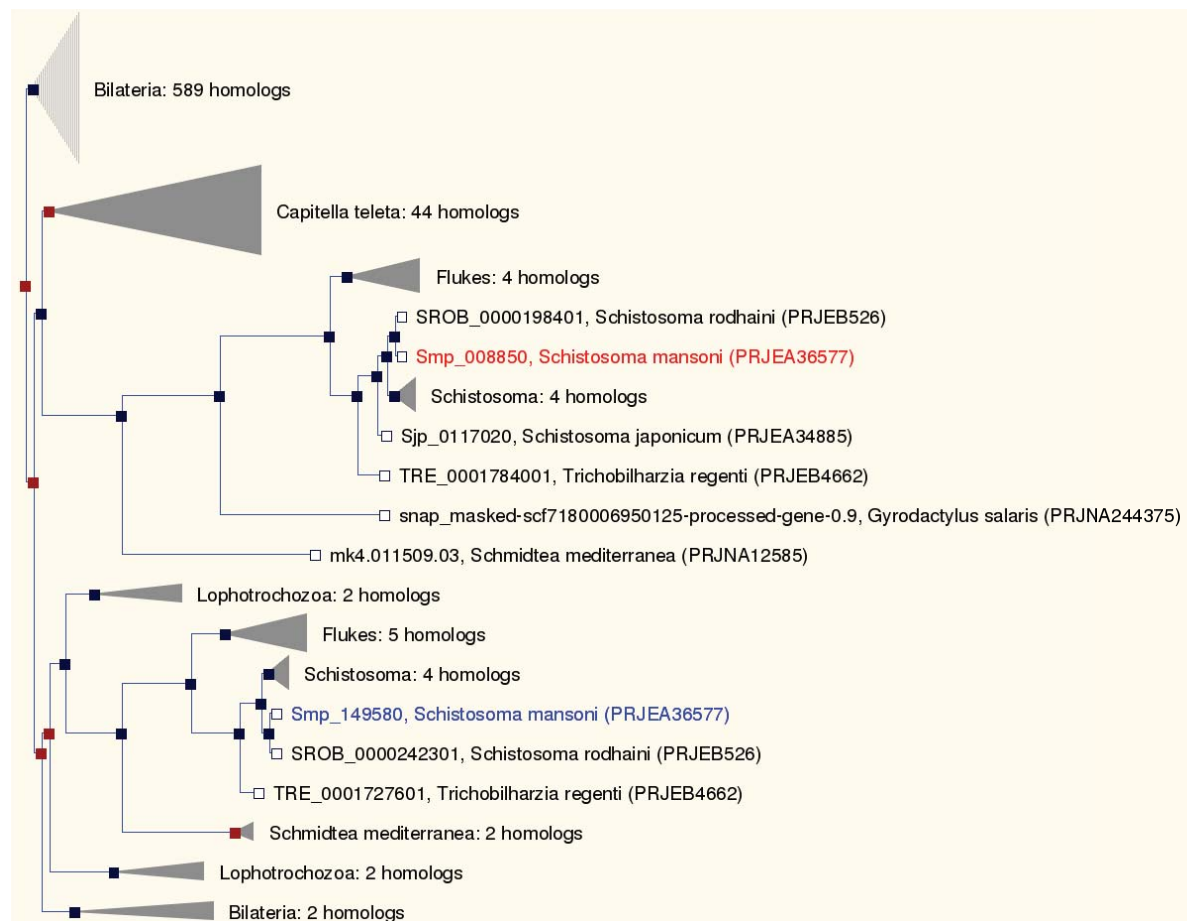 Bilateria: 589 homologs
Capitella teleta: 44 homologs
Flukes: 4 homologs
SROB_0000198401, Schistosoma rodhaini (PRJEB526)
Smp_008850, Schistosoma mansoni (PRJEA36577)
Schistosoma: 4 homologs
Sjp_0117020, Schistosoma japonicum (PRJEA34885)
TRE_0001784001, Trichobilharzia regenti (PRJEB4662)
snap_masked-scf7180006950125-processed-gene-0.9, Gyrodactylus salaris (PRJNA244375)
mk4.011509.03, Schmidtea mediterranea (PRJNA12585)
Lophotrochozoa: 2 homologs
Flukes: 5 homologs
Schistosoma: 4 homologs
Smp_149580, Schistosoma mansoni (PRJEA36577)
SROB_0000242301, Schistosoma rodhaini (PRJEB526)
TRE_0001727601, Trichobilharzia regenti (PRJEB4662)
Schmidtea mediterranea: 2 homologs
Lophotrochozoa: 2 homologs
Bilateria: 2 homologs